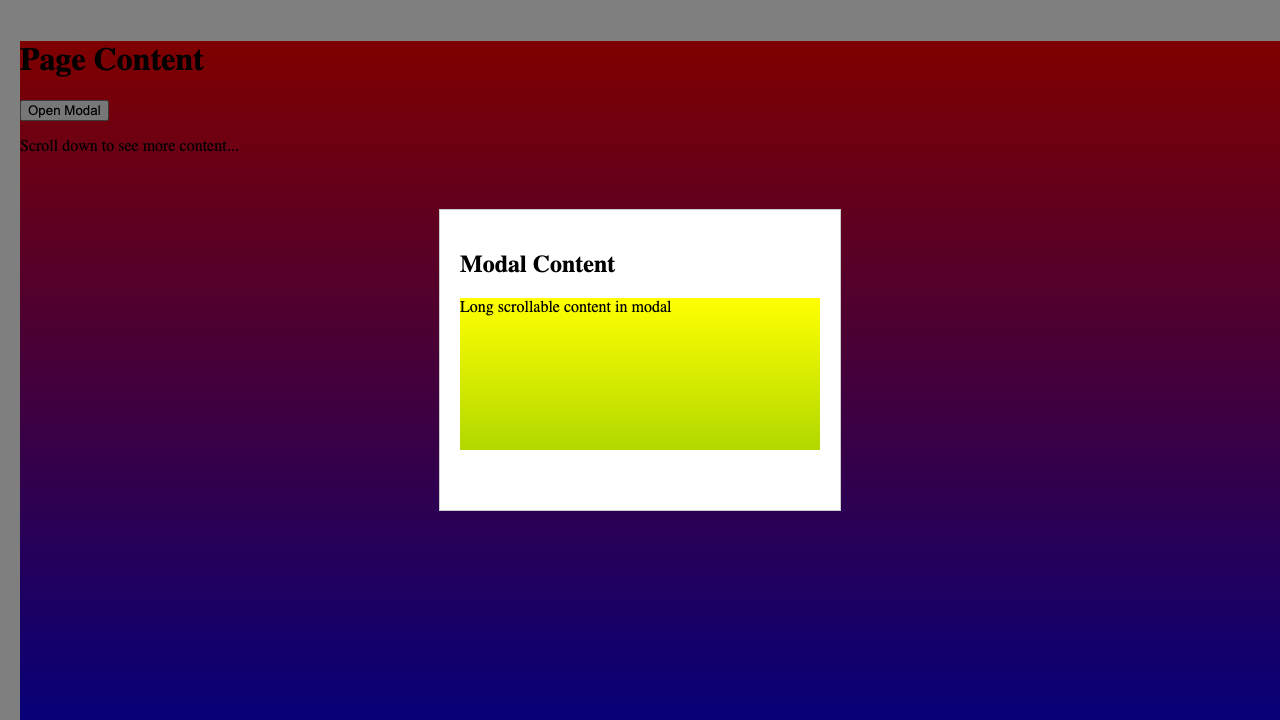 Page Content
Open Modal
Scroll down to see more content...
Modal Content
Long scrollable content in modal